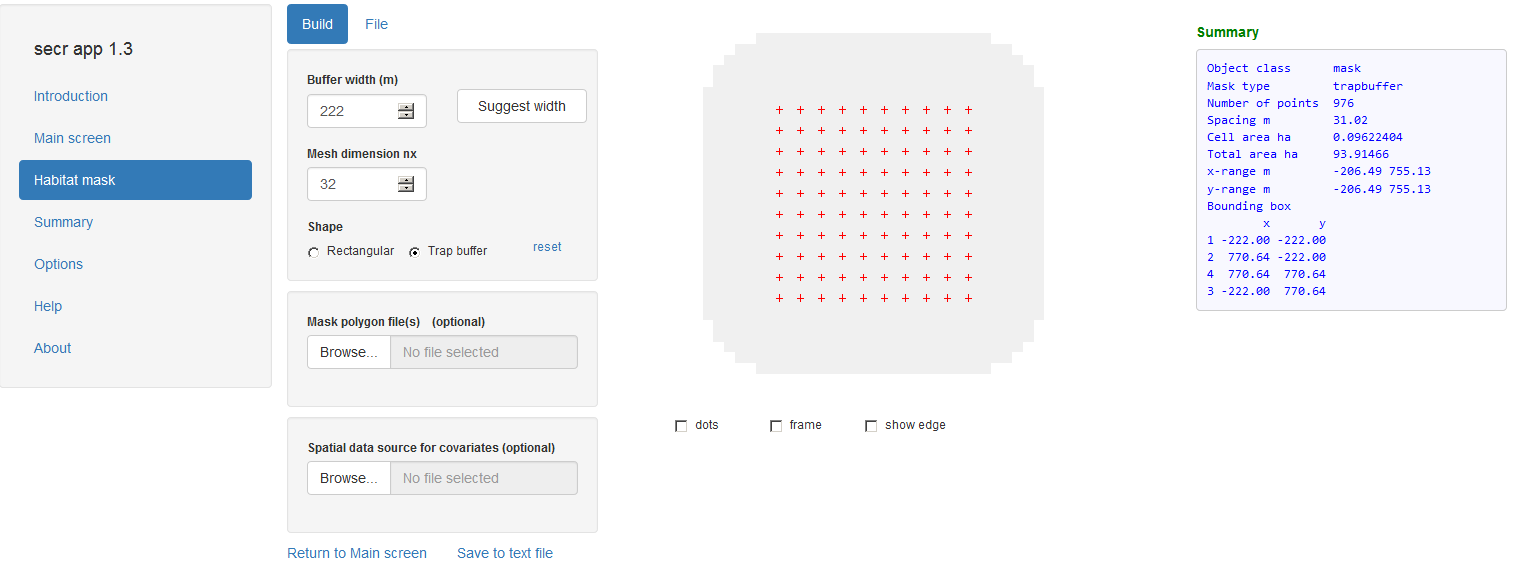 secr app 1.3
Introduction
Main screen
Habitat mask
Summary
Options
Help
About
Build File
Buffer width (m)
222
Suggest width
Mesh dimension nx
32
Shape
Rectangular Trap buffer reset
Mask polygon file(s) (optional)
Browse... No file selected
Spatial data source for covariates (optional)
Browse... No file selected
Return to Main screen Save to text file
dots frame show edge
Summary
Object class mask
Mask type trapbuffer
Number of points 976
Spacing m 31.02
Cell area ha 0.09622404
Total area ha 93.91466
x-range m -206.49 755.13
y-range m -206.49 755.13
Bounding box
x y
1 -222.00 -222.00
2 770.64 -222.00
4 770.64 770.64
3 -222.00 770.64